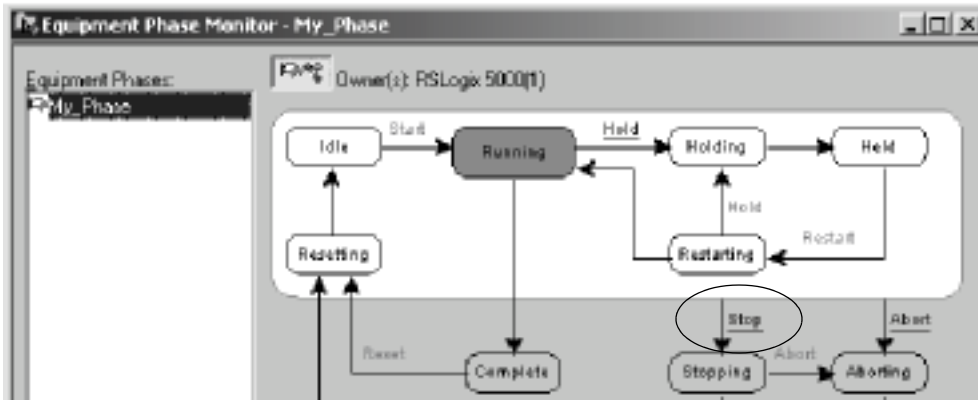 Equipment Phase Monitor - My_Phase
Equipment Phases:
Owner(s): RSLogix 5000(1)
My_Phase
Start
Hold
Idle
Running
Holding
Held
Hold
Restart
Resetting
Restarting
Stop
Abort
Reset
Abort
Complete
Stopping
Aborting